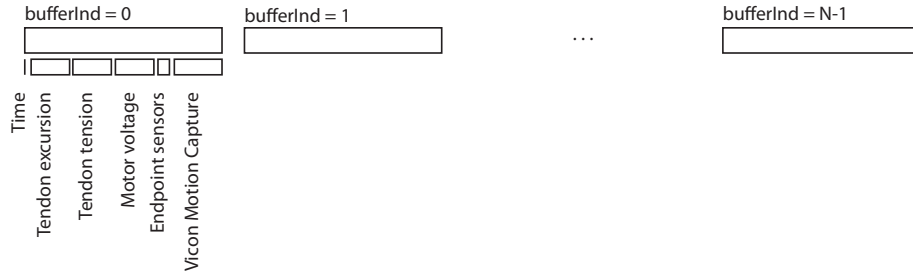 bufferInd = 0
bufferInd = 1
...
bufferInd = N-1
Time
Tendon excursion
Tendon tension
Motor voltage
Endpoint sensors
Vicon Motion Capture